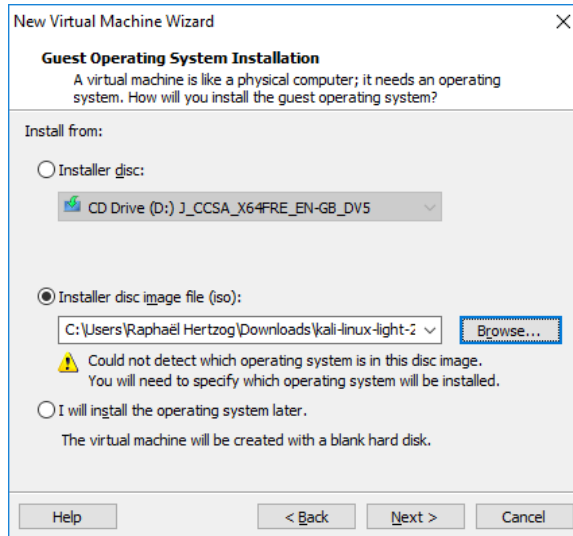 New Virtual Machine Wizard
Guest Operating System Installation
A virtual machine is like a physical computer; it needs an operating
system. How will you install the guest operating system?
Install from:
Installer disc:
CD Drive (D:) J_CCSA_X64FRE_EN-GB_DV5
Installer disc image file (iso):
C:\Users\Raphaël Hertzog\Downloads\kali-linux-light-2
Browse...
Could not detect which operating system is in this disc image.
You will need to specify which operating system will be installed.
I will install the operating system later.
The virtual machine will be created with a blank hard disk.
Help
< Back
Next >
Cancel